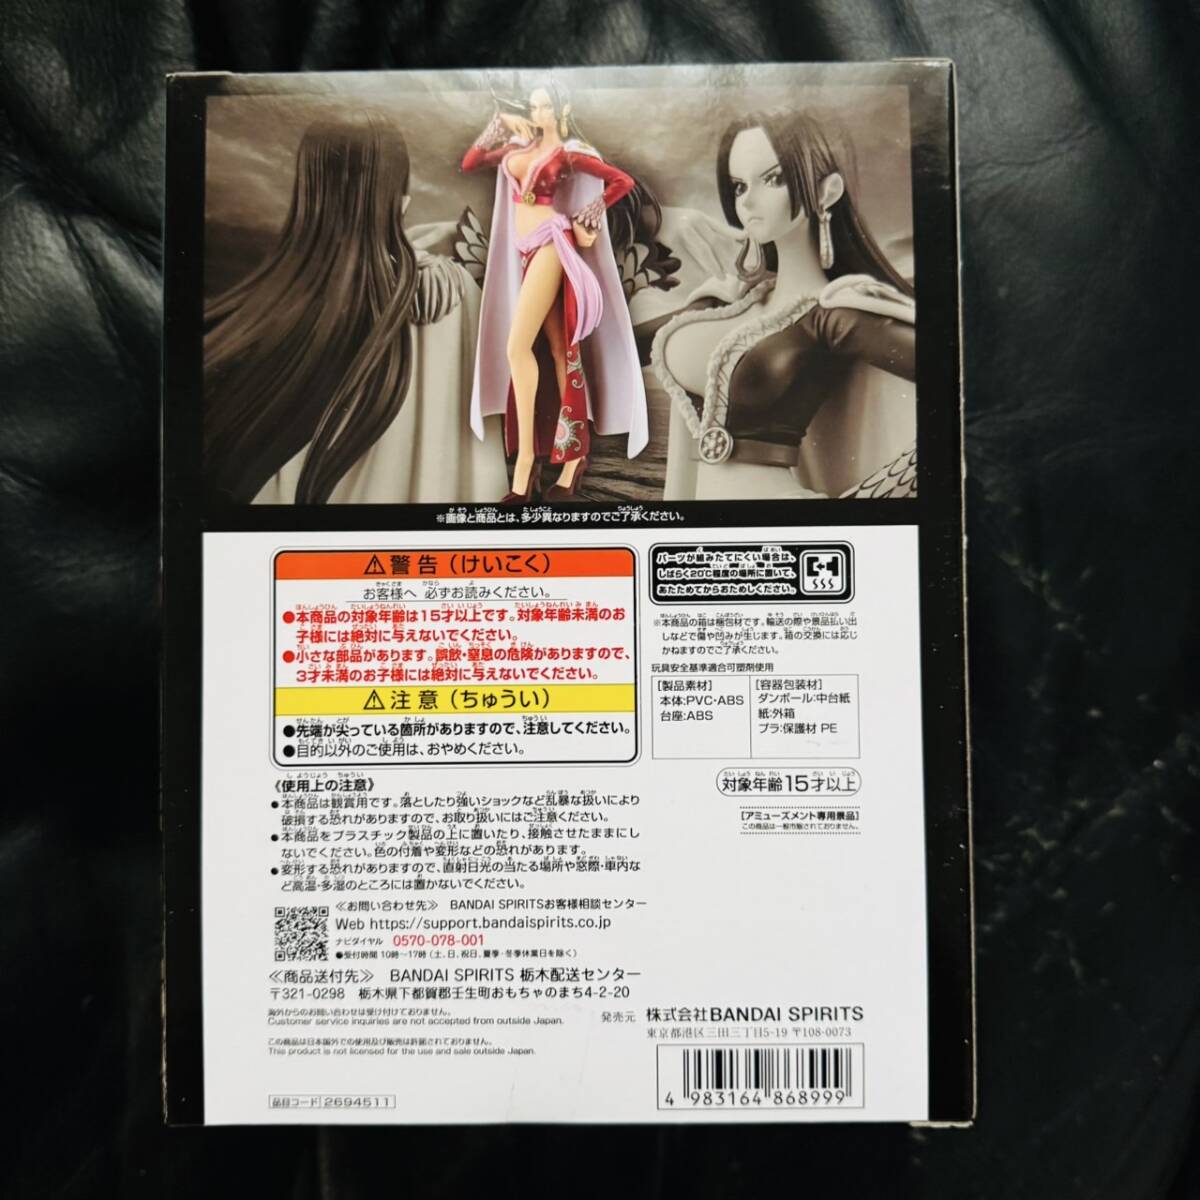 ※画像と商品とは、多少異なりますのでご了承ください。
⚠警告(けいこく)
お客様へ 必ずお読みください。
●本商品の対象年齢は15才以上です。対象年齢未満のお
子様には絶対に与えないでください。
●小さな部品があります。誤飲・窒息の危険がありますので、
3才未満のお子様には絶対に与えないでください。
⚠注意(ちゅうい)
●先端が尖っている箇所がありますので、注意してください。
●目的以外のご使用は、おやめください。
《使用上の注意》
●本商品は観賞用です。落としたり強いショックなど乱暴な扱いにより
破損する恐れがありますので、お取り扱いにはご注意ください。
●本商品をプラスチック製品の上に置いたり、接触させたままにし
ないでください。色の付着や変形などの恐れがあります。
●変形する恐れがありますので、直射日光の当たる場所や窓際・車内な
ど高温・多湿のところには置かないでください。
≪お問い合わせ先≫ BANDAI SPIRITSお客様相談センター
Web https://support.bandaispirits.co.jp
ナビダイヤル 0570-078-001
●受付時間 10時〜17時(土、日、祝日、夏季・冬季休業日を除く)
≪商品送付先≫ BANDAI SPIRITS 栃木配送センター
〒321-0298 栃木県下都賀郡壬生町おもちゃのまち4-2-20
海外からのお問い合わせは受け付けておりません。
Customer service inquiries are not accepted from outside Japan.
この商品は日本国外での使用及び販売は許諾されておりません。
This product is not licensed for the use and sale outside Japan.
品目コード 2694511
パーツが組みたてにくい場合は、
しばらく20℃程度の場所に置いて、
あたためてからおためしください。
※本商品の箱は梱包材です。輸送の際や景品払い出
しなどで傷や凹みが生じます。箱の交換には応じ
かねますのでご了承ください。
玩具安全基準適合可塑剤使用
[製品素材]
本体:PVC・ABS
台座:ABS
[容器包装材]
ダンボール:中台紙
紙:外箱
プラ:保護材 PE
対象年齢15才以上
[アミューズメント専用景品]
この商品は一般市販されておりません。
発売元 株式会社BANDAI SPIRITS
東京都港区三田三丁目5-19 〒108-0073
4 983164 868999